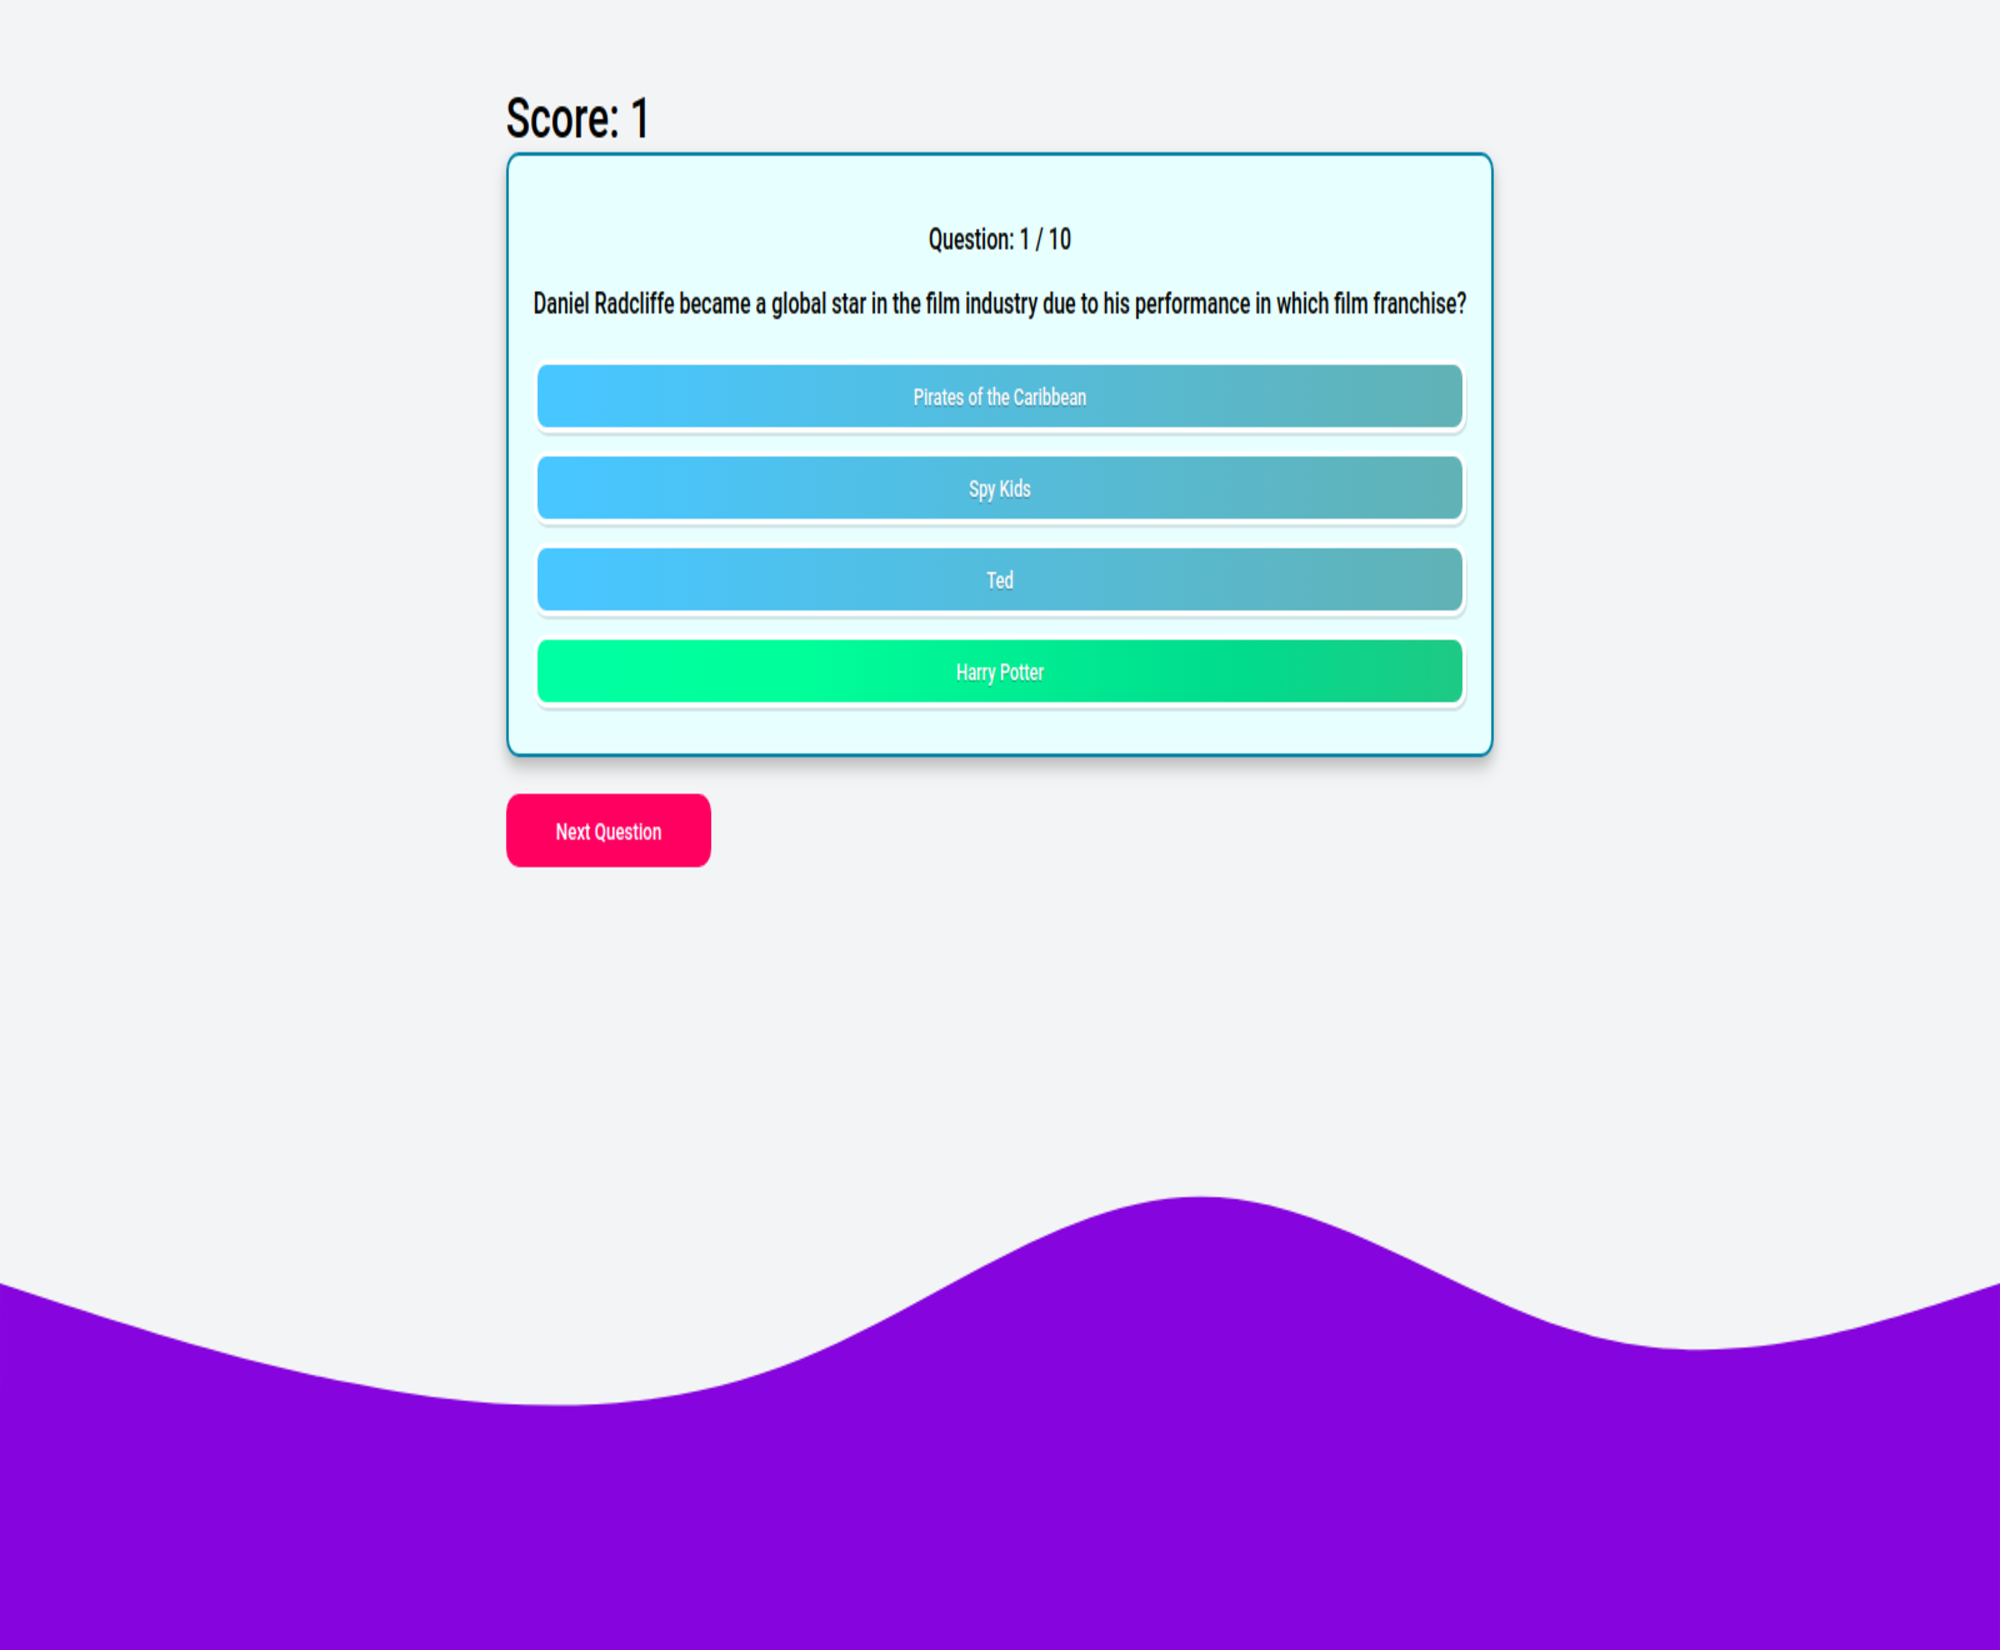 Score: 1
Question: 1 / 10
Daniel Radcliffe became a global star in the film industry due to his performance in which film franchise?
Pirates of the Caribbean
Spy Kids
Ted
Harry Potter
Next Question